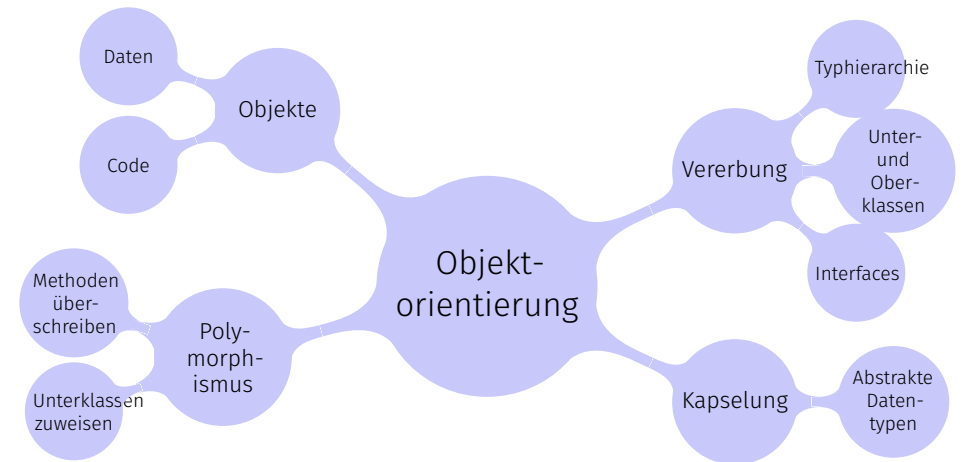 Daten
Objekte
Code
Methoden
über-
schreiben
Poly-
morph-
ismus
Unterklassen
zuweisen
Objekt-
orientierung
Typhierarchie
Vererbung
Unter-
und
Ober-
klassen
Interfaces
Kapselung
Abstrakte
Daten-
typen